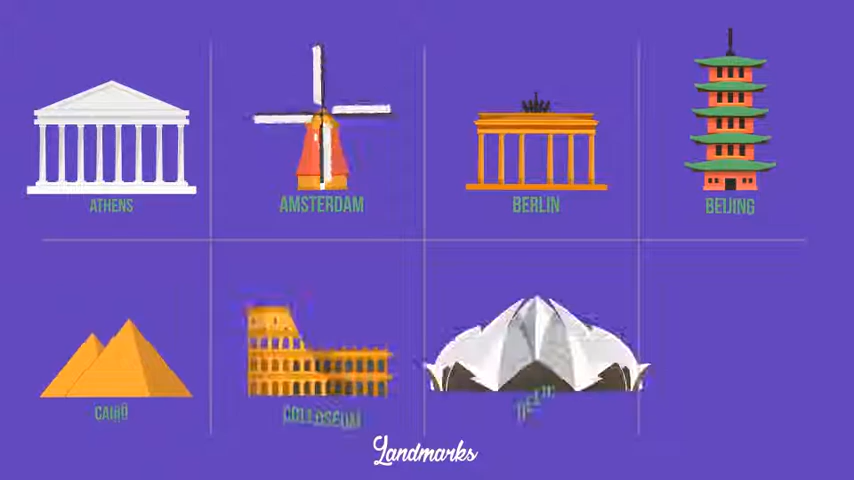 ATHENS
AMSTERDAM
BERLIN
BEIJING
CAIRO
COLLOSEUM
Landmarks